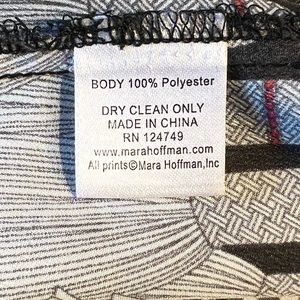 BODY 100% Polyester
DRY CLEAN ONLY
MADE IN CHINA
RN 124749
www.marahoffman.com
All prints©Mara Hoffman,Inc